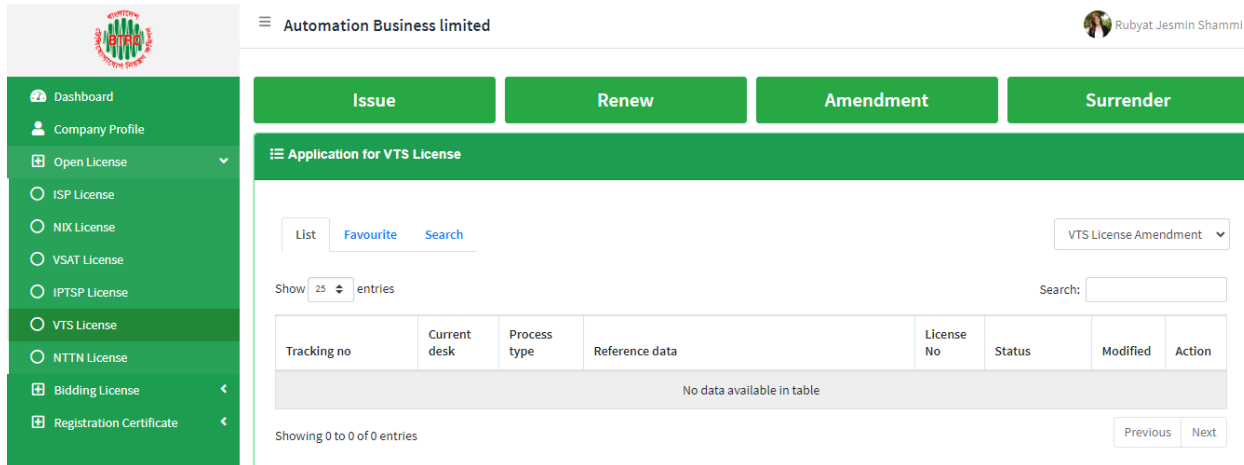 BTRC
Automation Business limited
Rubyat Jesmin Shammi
Dashboard
Company Profile
Open License
ISP License
NIX License
VSAT License
IPTSP License
VTS License
NTTN License
Bidding License
Registration Certificate
Issue Renew Amendment Surrender
Application for VTS License
List Favourite Search
VTS License Amendment
Show 25 entries
Search:
Tracking no Current desk Process type Reference data License No Status Modified Action
No data available in table
Showing 0 to 0 of 0 entries
Previous Next